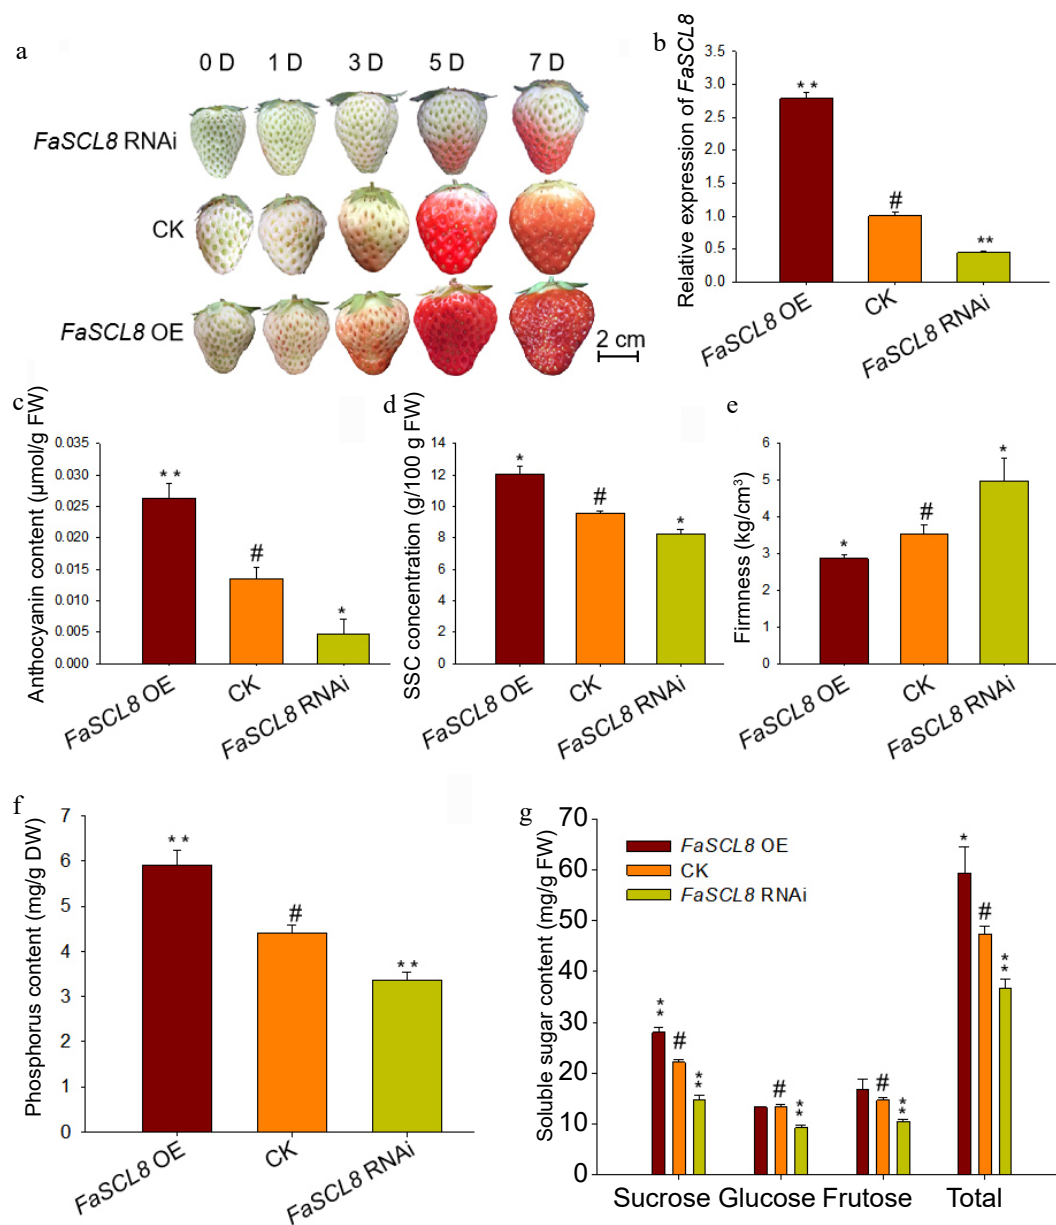 a
0 D 1 D 3 D 5 D 7 D
FaSCL8 RNAi
CK
FaSCL8 OE
2 cm
b
Relative expression of FaSCL8
3.5
3.0
2.5
2.0
1.5
1.0
0.5
0.0
**
#
**
FaSCL8 OE
CK
FaSCL8 RNAi
c
Anthocyanin content (µmol/g FW)
0.035
0.030
0.025
0.020
0.015
0.010
0.005
0.000
**
#
*
FaSCL8 OE
CK
FaSCL8 RNAi
d
SSC concentration (g/100 g FW)
14
12
10
8
6
4
2
0
*
#
*
FaSCL8 OE
CK
FaSCL8 RNAi
e
Firmness (kg/cm³)
6
5
4
3
2
1
0
*
#
*
FaSCL8 OE
CK
FaSCL8 RNAi
f
Phosphorus content (mg/g DW)
7
6
5
4
3
2
1
0
**
#
**
FaSCL8 OE
CK
FaSCL8 RNAi
g
Soluble sugar content (mg/g FW)
70
60
50
40
30
20
10
0
FaSCL8 OE
CK
FaSCL8 RNAi
**
#
**
#
**
#
**
*
#
**
Sucrose Glucose Frutose Total